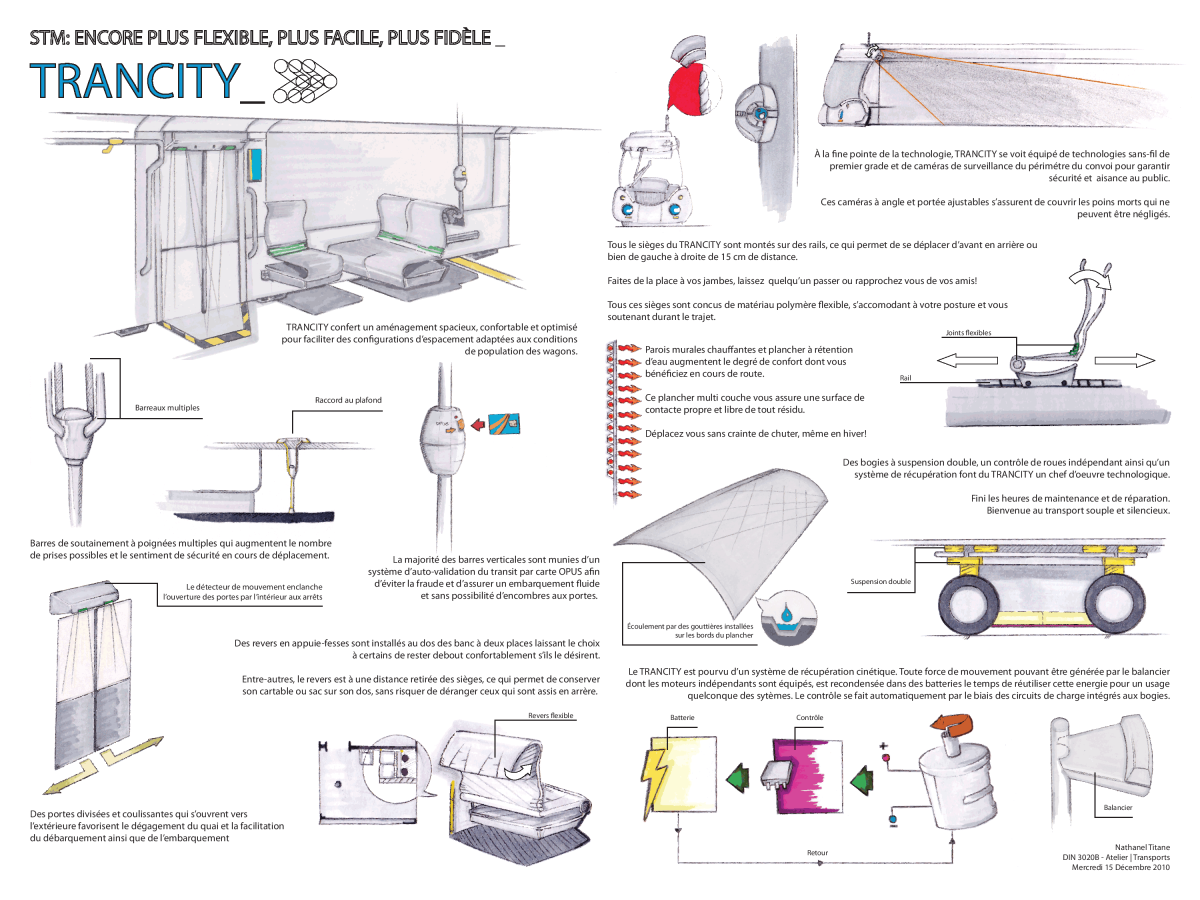 STM: ENCORE PLUS FLEXIBLE, PLUS FACILE, PLUS FIDÈLE _
TRANCITY_
TRANCITY confert un aménagement spacieux, confortable et optimisé
pour faciliter des configurations d'espacement adaptées aux conditions
de population des wagons.
Barreaux multiples
Raccord au plafond
OPUS
Barres de soutainement à poignées multiples qui augmentent le nombre
de prises possibles et le sentiment de sécurité en cours de déplacement.
La majorité des barres verticales sont munies d'un
système d'auto-validation du transit par carte OPUS afin
d'éviter la fraude et d'assurer un embarquement fluide
et sans possibilité d'encombres aux portes.
Le détecteur de mouvement enclanche
l'ouverture des portes par l'intérieur aux arrêts
Des revers en appuie-fesses sont installés au dos des banc à deux places laissant le choix
à certains de rester debout confortablement s'ils le désirent.
Entre-autres, le revers est à une distance retirée des sièges, ce qui permet de conserver
son cartable ou sac sur son dos, sans risquer de déranger ceux qui sont assis en arrère.
Revers flexible
Des portes divisées et coulissantes qui s'ouvrent vers
l'extérieure favorisent le dégagement du quai et la facilitation
du débarquement ainsi que de l'embarquement
À la fine pointe de la technologie, TRANCITY se voit équipé de technologies sans-fil de
premier grade et de caméras de surveillance du périmétre du convoi pour garantir
sécurité et aisance au public.
Ces caméras à angle et portée ajustables s'assurent de couvrir les poins morts qui ne
peuvent être négligés.
Tous le sièges du TRANCITY sont montés sur des rails, ce qui permet de se déplacer d'avant en arrière ou
bien de gauche à droite de 15 cm de distance.
Faites de la place à vos jambes, laissez quelqu'un passer ou rapprochez vous de vos amis!
Tous ces sièges sont concus de matériau polymère flexible, s'accomodant à votre posture et vous
soutenant durant le trajet.
Joints flexibles
Rail
Parois murales chauffantes et plancher à rétention
d'eau augmentent le degré de confort dont vous
bénéficiez en cours de route.
Ce plancher multi couche vous assure une surface de
contacte propre et libre de tout résidu.
Déplacez vous sans crainte de chuter, même en hiver!
Des bogies à suspension double, un contrôle de roues indépendant ainsi qu'un
système de récupération font du TRANCITY un chef d'oeuvre technologique.
Fini les heures de maintenance et de réparation.
Bienvenue au transport souple et silencieux.
Suspension double
Écoulement par des gouttières installées
sur les bords du plancher
Le TRANCITY est pourvu d'un système de récupération cinétique. Toute force de mouvement pouvant être générée par le balancier
dont les moteurs indépendants sont équipés, est recondensée dans des batteries le temps de réutiliser cette energie pour un usage
quelconque des sytèmes. Le contrôle se fait automatiquement par le biais des circuits de charge intégrés aux bogies.
Batterie
Contrôle
+
-
Balancier
Retour
Nathanel Titane
DIN 3020B - Atelier | Transports
Mercredi 15 Décembre 2010